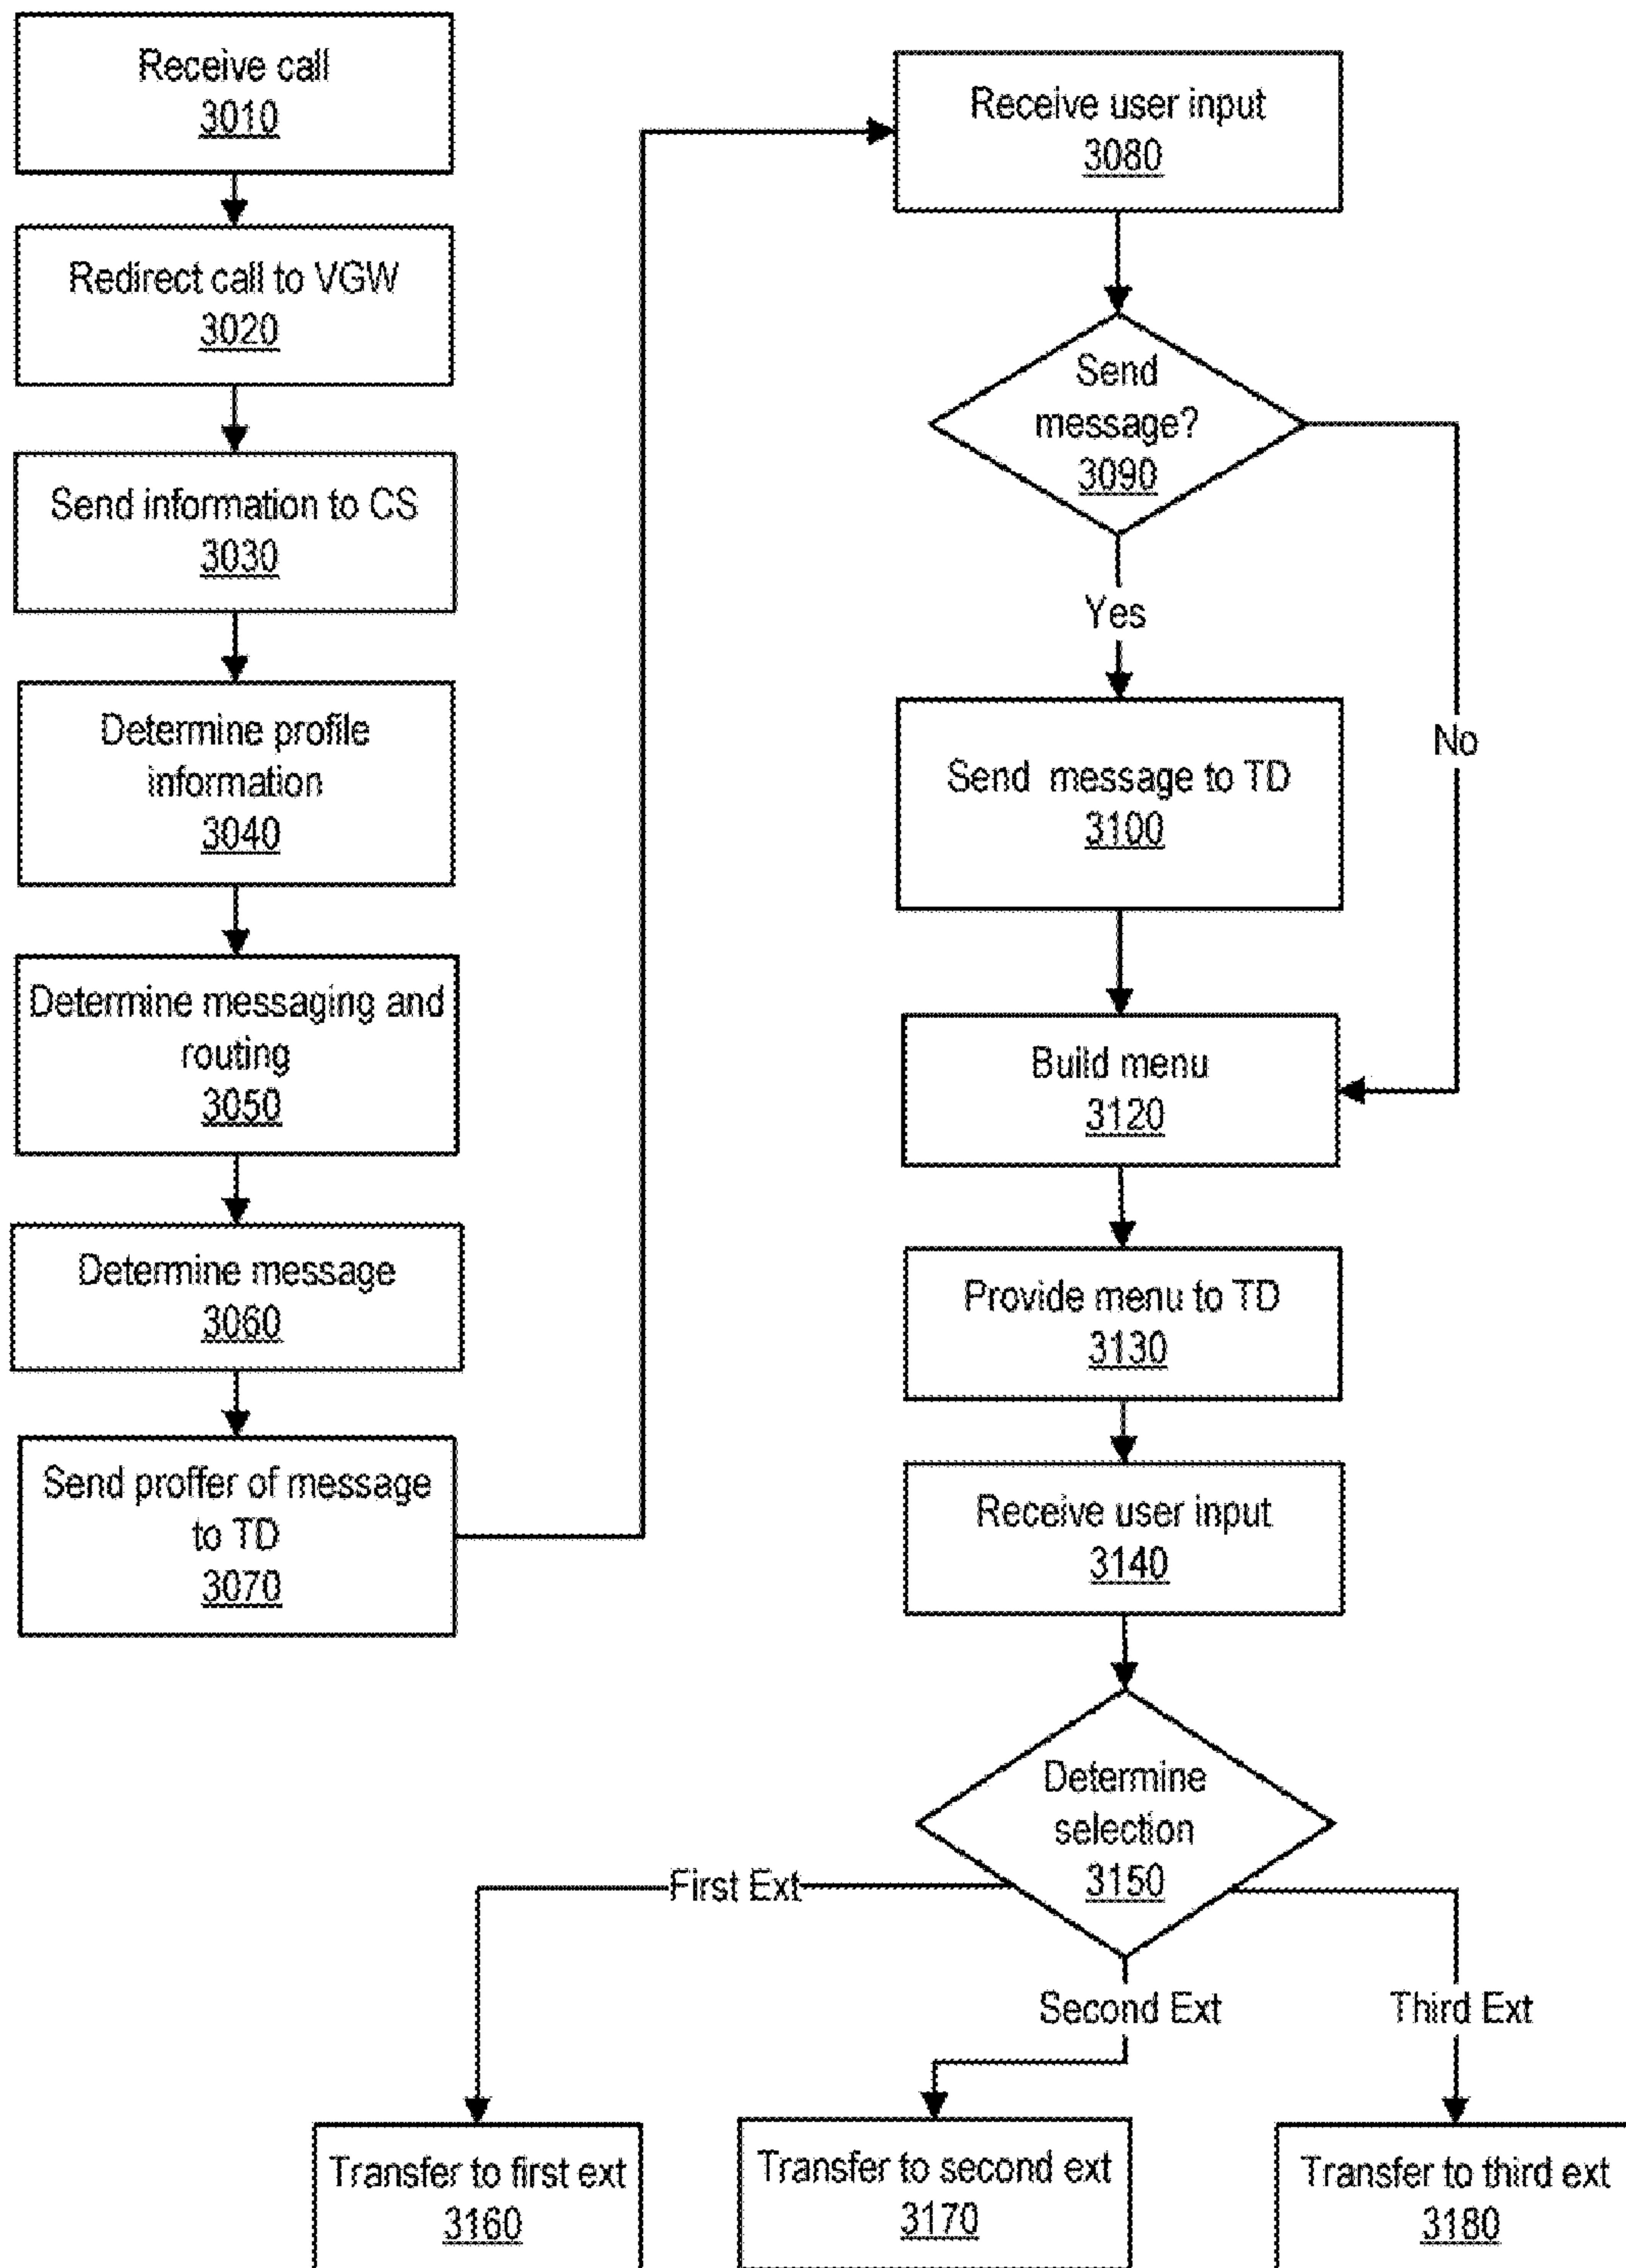 Receive call
3010
Redirect call to VGW
3020
Send information to CS
3030
Determine profile
information
3040
Determine messaging and
routing
3050
Determine message
3060
Send proffer of message
to TD
3070
Receive user input
3080
Send
message?
3090
Yes
No
Send message to TD
3100
Build menu
3120
Provide menu to TD
3130
Receive user input
3140
Determine
selection
3150
First Ext
Second Ext
Third Ext
Transfer to first ext
3160
Transfer to second ext
3170
Transfer to third ext
3180